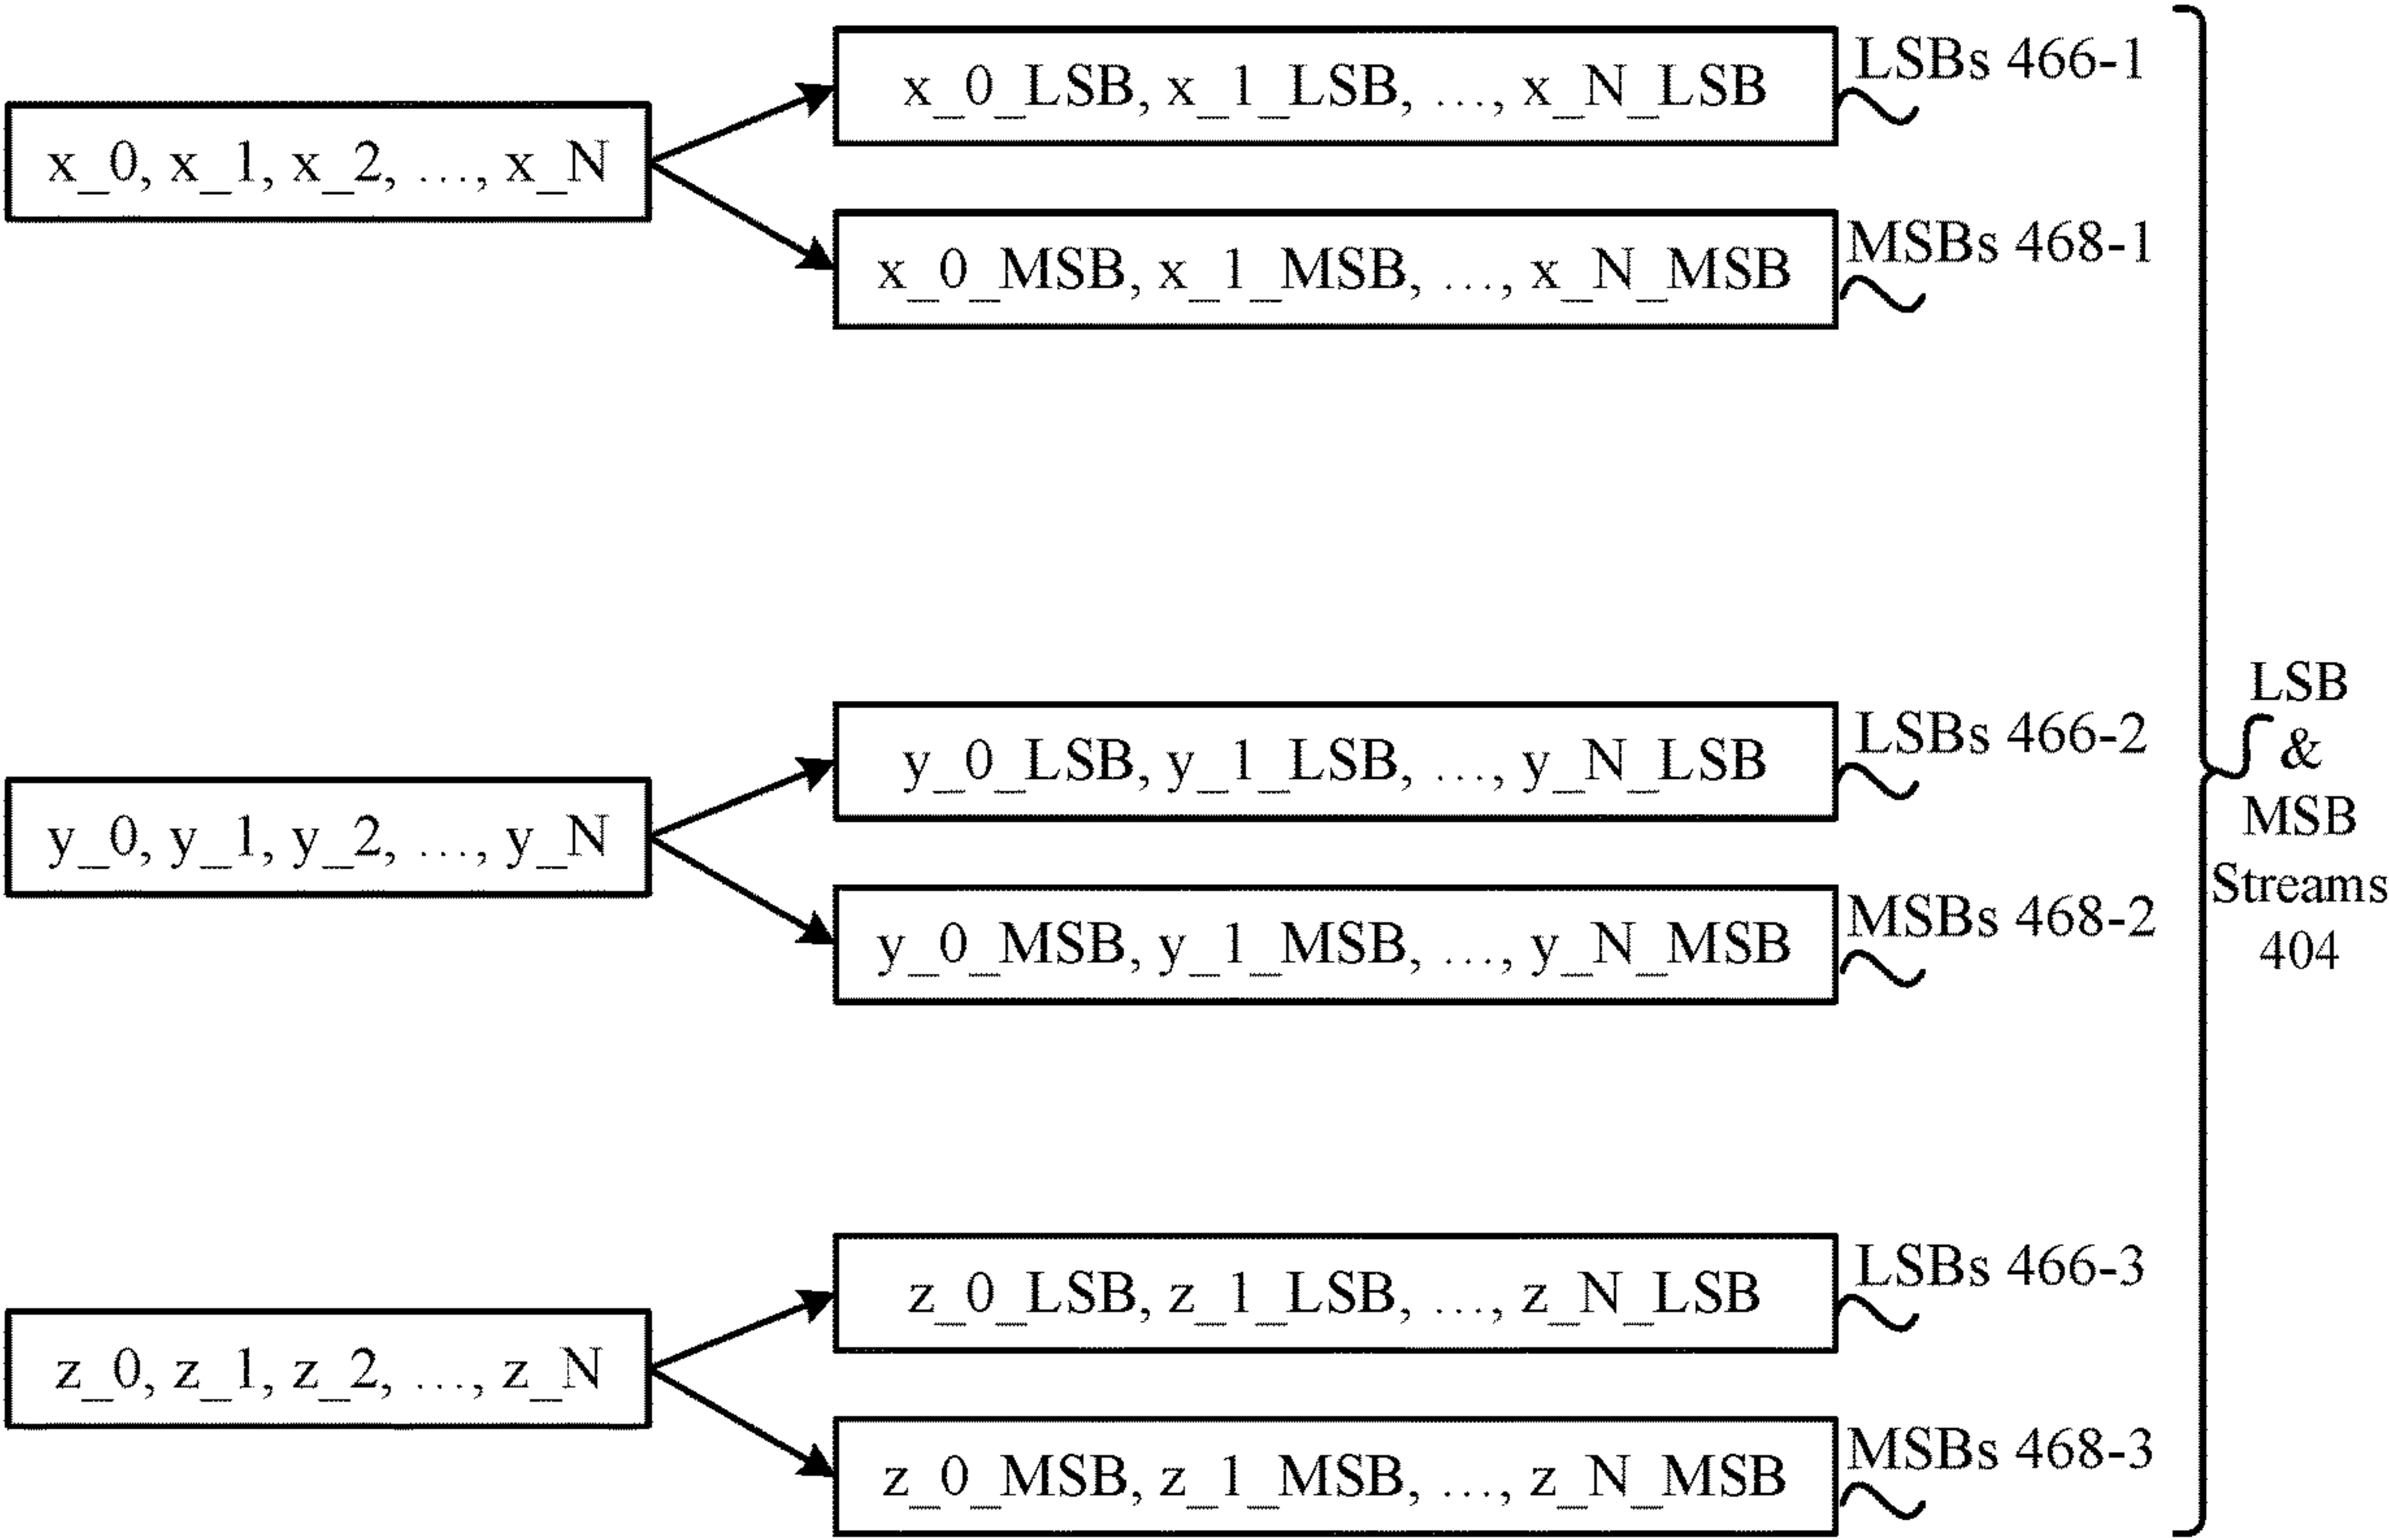 x_0, x_1, x_2, ..., x_N
x_0_LSB, x_1_LSB, ..., x_N_LSB
LSBs 466-1
x_0_MSB, x_1_MSB, ..., x_N_MSB
MSBs 468-1
y_0, y_1, y_2, ..., y_N
y_0_LSB, y_1_LSB, ..., y_N_LSB
LSBs 466-2
y_0_MSB, y_1_MSB, ..., y_N_MSB
MSBs 468-2
z_0, z_1, z_2, ..., z_N
z_0_LSB, z_1_LSB, ..., z_N_LSB
LSBs 466-3
z_0_MSB, z_1_MSB, ..., z_N_MSB
MSBs 468-3
LSB
&
MSB
Streams
404